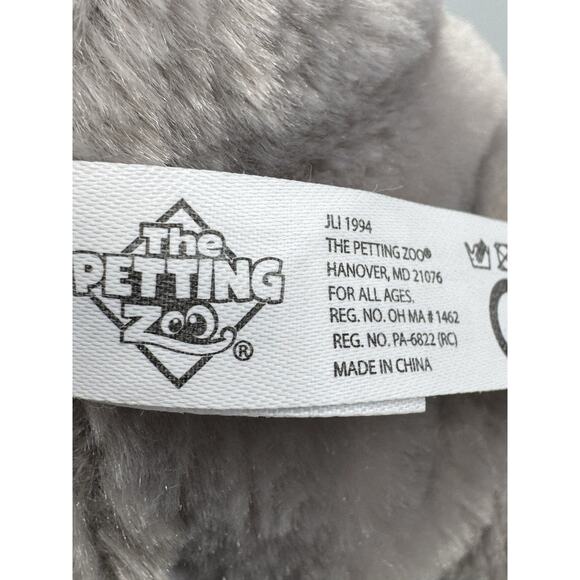 The
PETTING
Zoo®
JLI 1994
THE PETTING ZOO®
HANOVER, MD 21076
FOR ALL AGES.
REG. NO. OH MA # 1462
REG. NO. PA-6822 (RC)
MADE IN CHINA